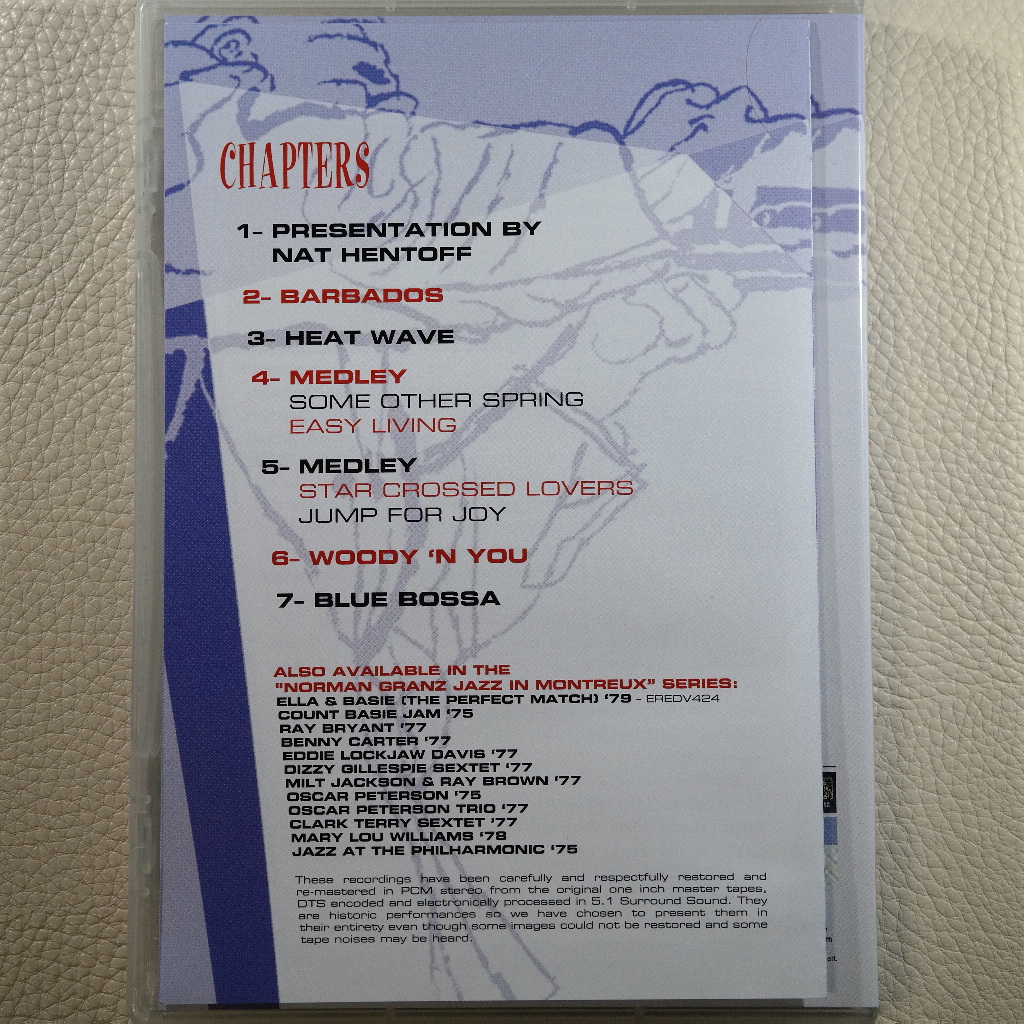 CHAPTERS
1- PRESENTATION BY
NAT HENTOFF
2- BARBADOS
3- HEAT WAVE
4- MEDLEY
SOME OTHER SPRING
EASY LIVING
5- MEDLEY
STAR CROSSED LOVERS
JUMP FOR JOY
6- WOODY ‘N YOU
7- BLUE BOSSA
ALSO AVAILABLE IN THE
"NORMAN GRANZ JAZZ IN MONTREUX" SERIES:
ELLA & BASIE (THE PERFECT MATCH) ‘79 - EREDV424
COUNT BASIE JAM ‘75
RAY BRYANT ‘77
BENNY CARTER ‘77
EDDIE LOCKJAW DAVIS ‘77
DIZZY GILLESPIE SEXTET ‘77
MILT JACKSON & RAY BROWN ‘77
OSCAR PETERSON ‘75
OSCAR PETERSON TRIO ‘77
CLARK TERRY SEXTET ‘77
MARY LOU WILLIAMS ‘78
JAZZ AT THE PHILHARMONIC ‘75
These recordings have been carefully and respectfully restored and
re-mastered in PCM stereo from the original one inch master tapes,
DTS encoded and electronically processed in 5.1 Surround Sound. They
are historic performances so we have chosen to present them in
their entirety even though some images could not be restored and some
tape noises may be heard.